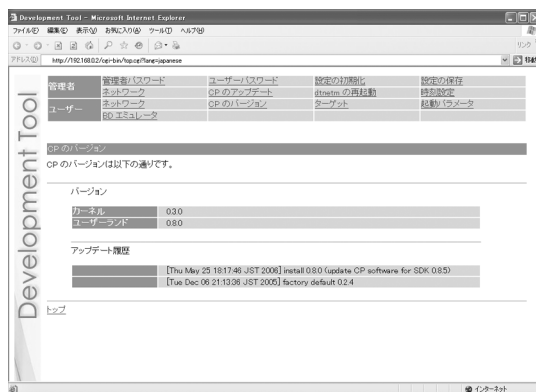 Development Tool - Microsoft Internet Explorer
ファイル(F) 編集(E) 表示(V) お気に入り(A) ツール(T) ヘルプ(H)
リンク
アドレス(D) http://192.168.0.2/cgi-bin/top.cgi?lang=japanese 移動
Development Tool
管理者 管理者パスワード ユーザーパスワード 設定の初期化 設定の保存
ネットワーク CP のアップデート dtnetm の再起動 時刻設定
ユーザー ネットワーク CP のバージョン ターゲット 起動パラメータ
BD エミュレータ
CP のバージョン
CP のバージョンは以下の通りです。
バージョン
カーネル 0.3.0
ユーザーランド 0.8.0
アップデート履歴
[Thu May 25 18:17:46 JST 2006] install 0.8.0 (update CP software for SDK 0.8.5)
[Tue Dec 06 21:13:36 JST 2005] factory default 0.2.4
トップ
インターネット